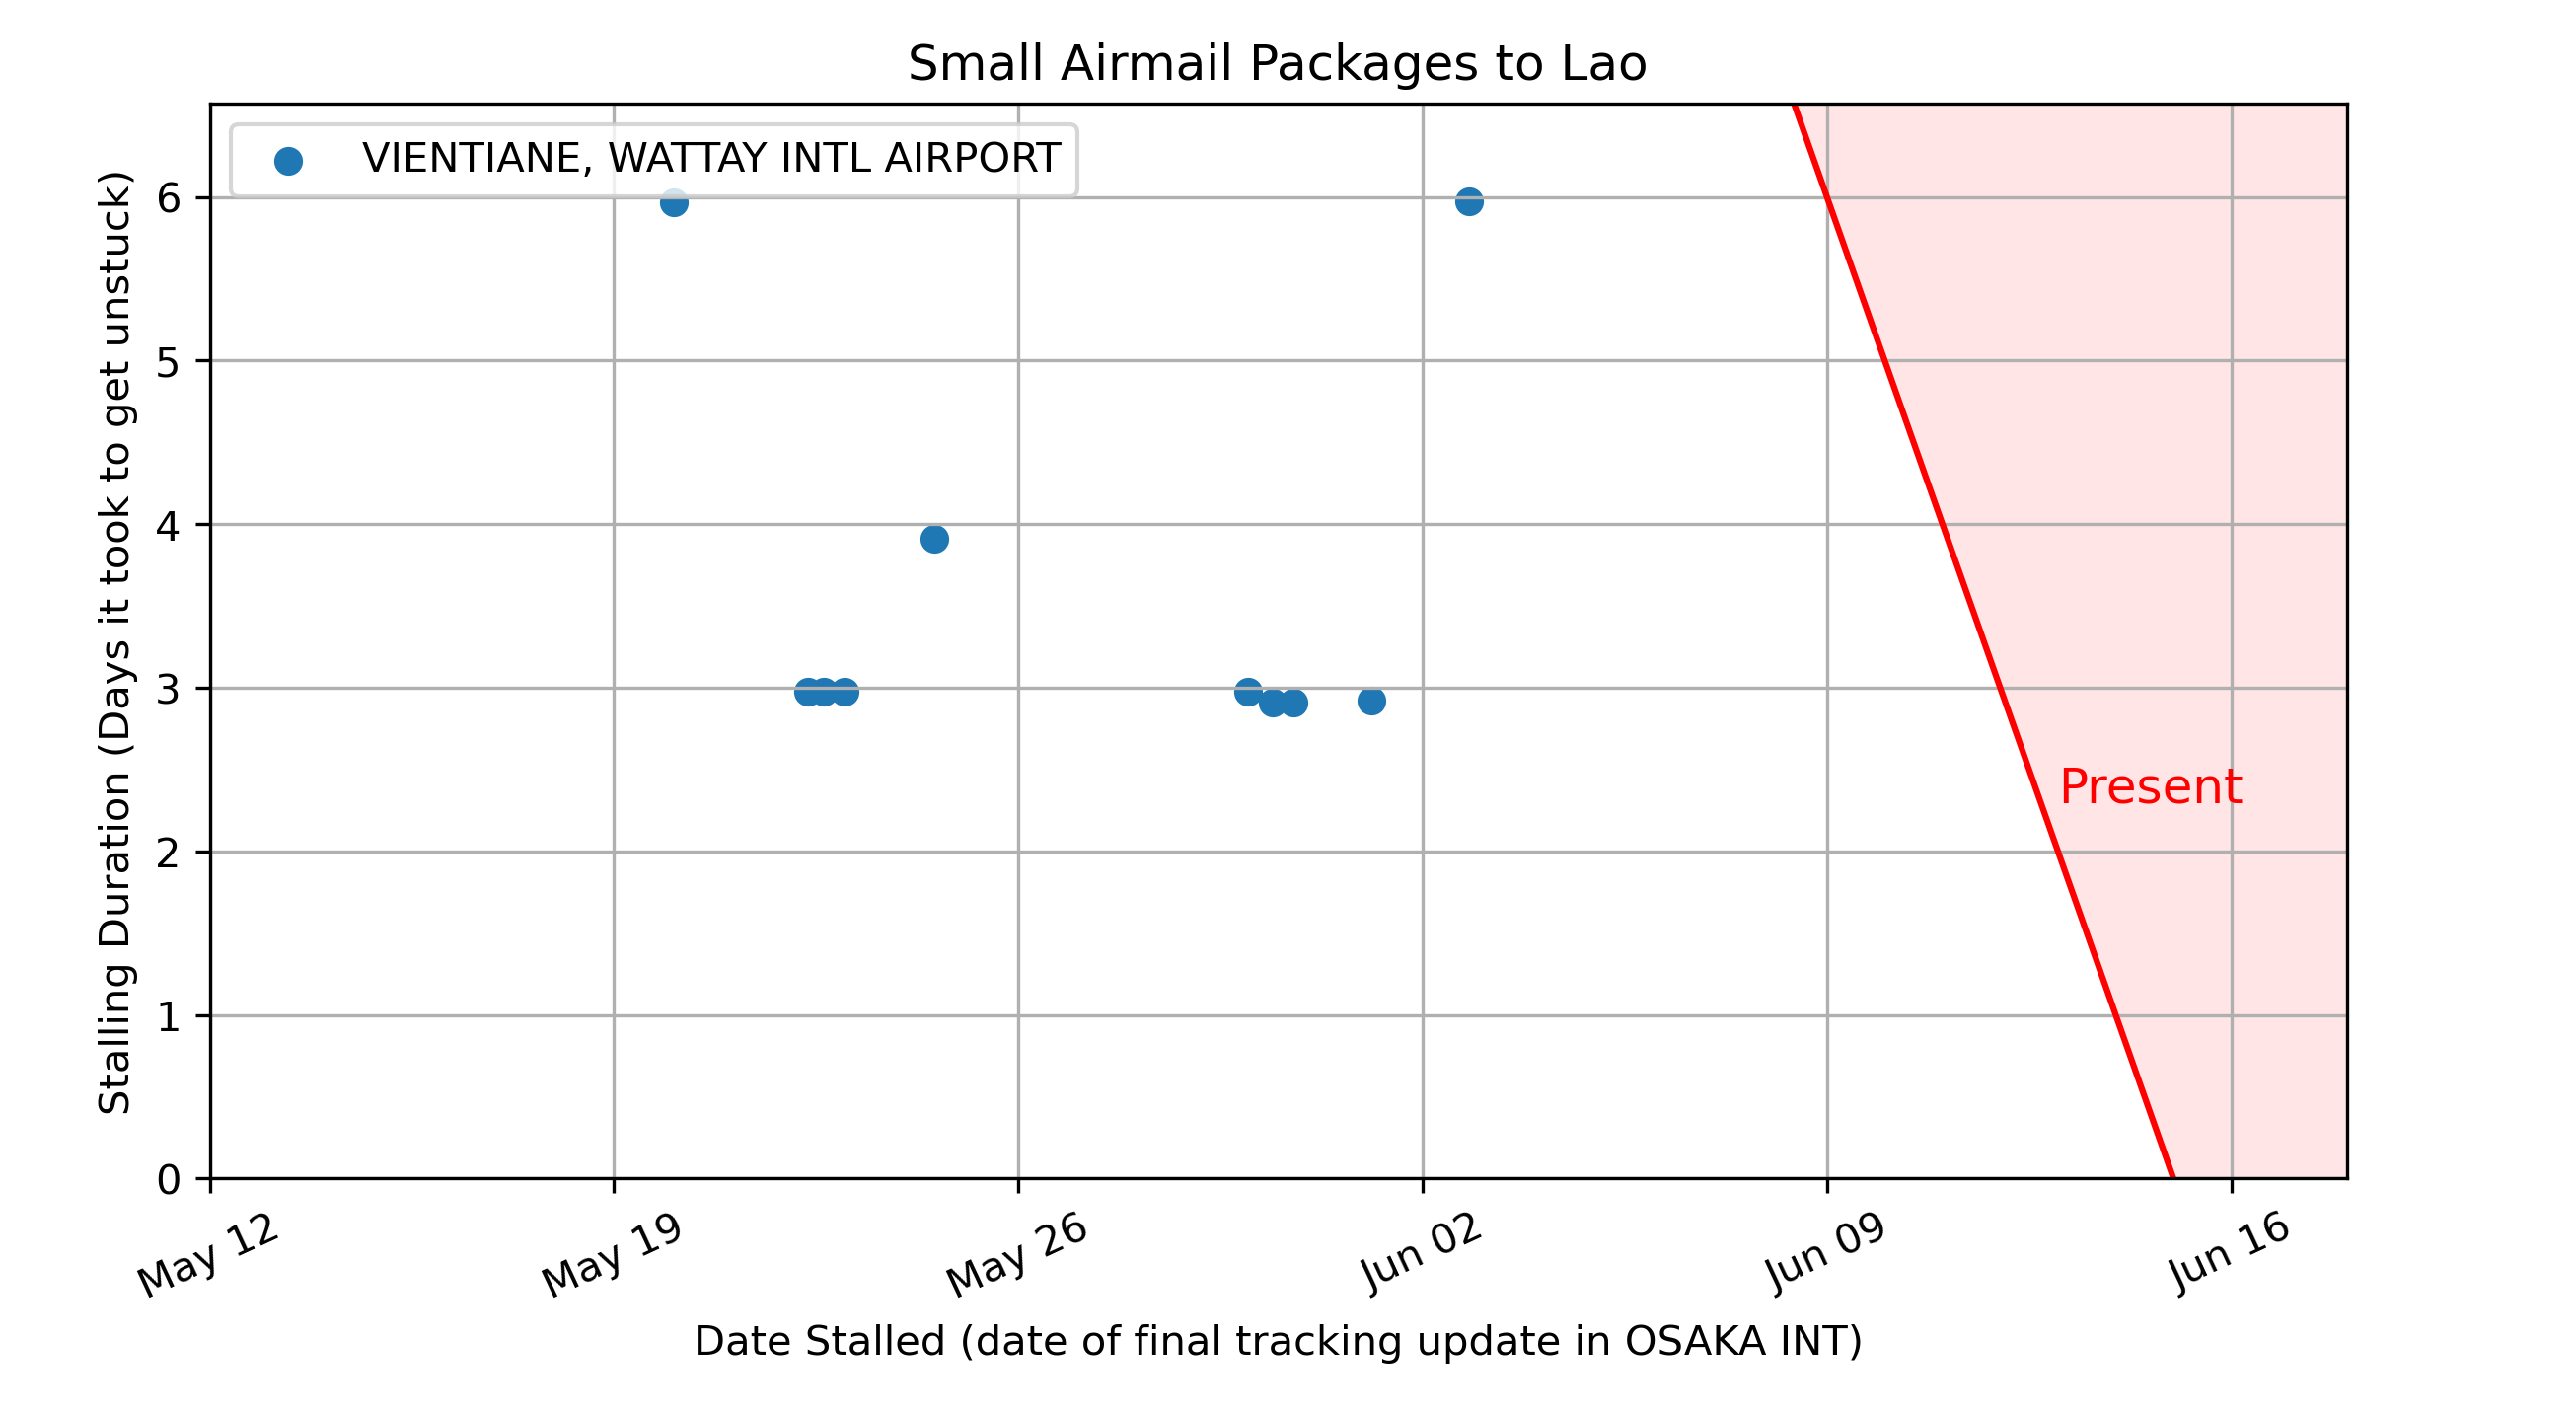 Small Airmail Packages to Lao
VIENTIANE, WATTAY INTL AIRPORT
Stalling Duration (Days it took to get unstuck)
6
5
4
3
2
1
0
Present
May 12
May 19
May 26
Jun 02
Jun 09
Jun 16
Date Stalled (date of final tracking update in OSAKA INT)